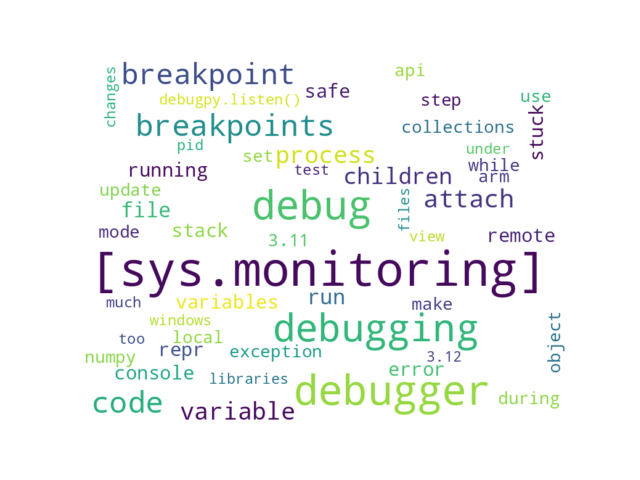 changes
breakpoint
api
debugpy.listen()
safe
step
use
breakpoints
collections
stuck
pid
set
process
under
running
test
children
while
arm
update
file
debug
files
attach
mode
stack
3.11
view
remote
[sys.monitoring]
much
variables
run
make
windows
debugging
object
too
local
numpy
repr
exception
3.12
console
libraries
error
code
variable
debugger
during